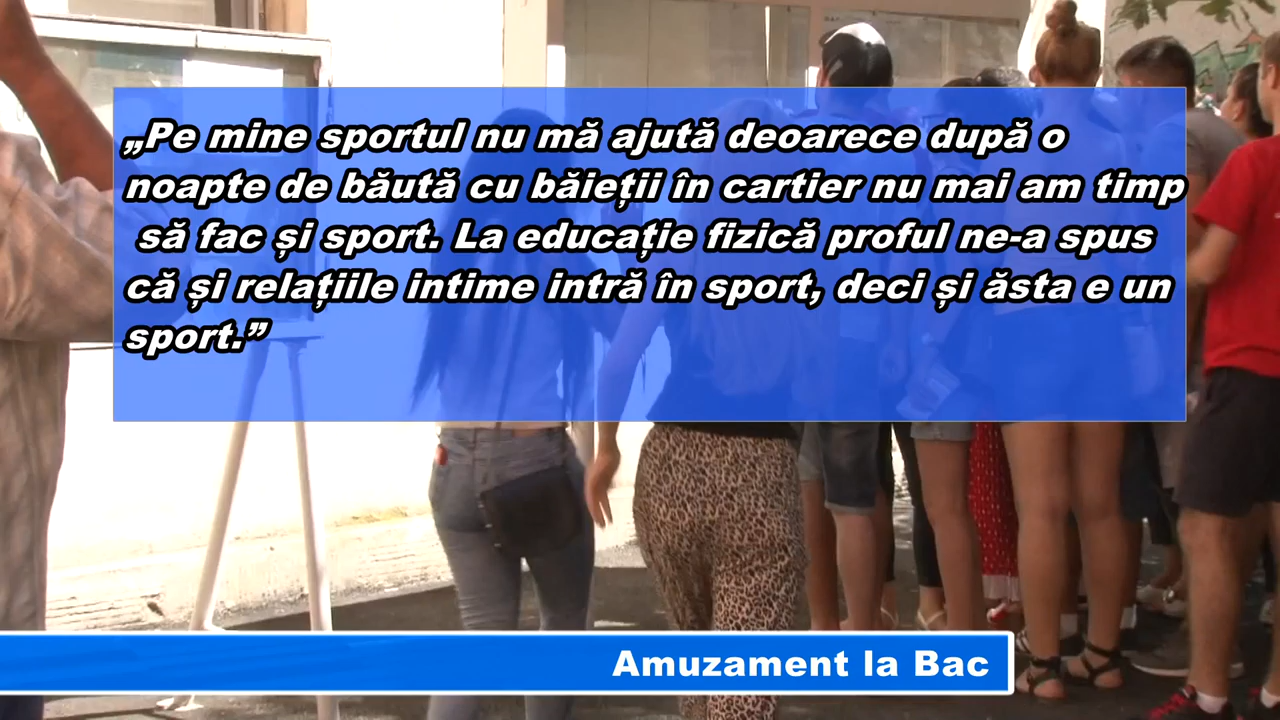 „Pe mine sportul nu mă ajută deoarece după o
noapte de băută cu băieții în cartier nu mai am timp
să fac și sport. La educație fizică proful ne-a spus
că și relațiile intime intră în sport, deci și ăsta e un
sport.”
Amuzament la Bac